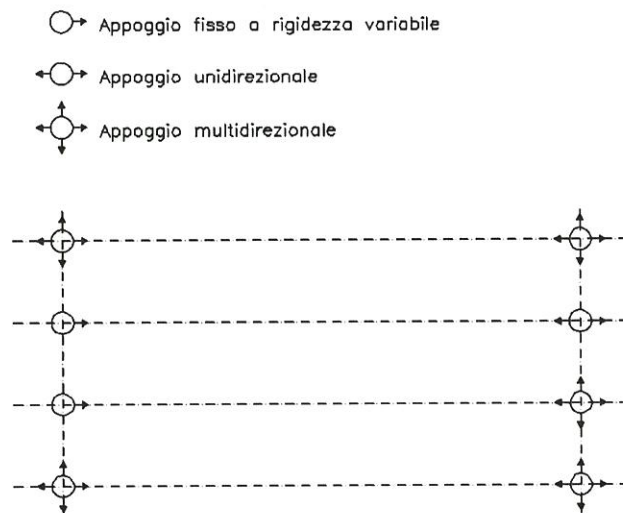 Appoggio fisso a rigidezza variabile
Appoggio unidirezionale
Appoggio multidirezionale